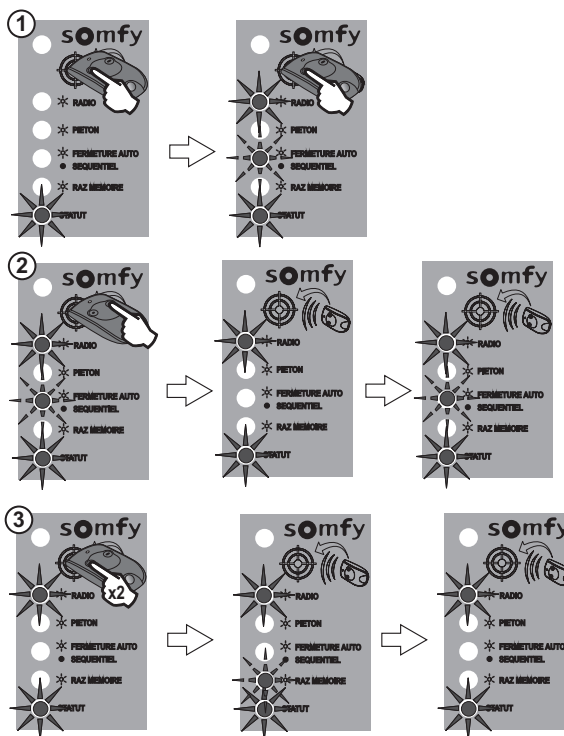 1
somfy
RADIO
PIETON
FERMETURE AUTO
SEQUENTIEL
RAZ MEMOIRE
STATUT
somfy
RADIO
PIETON
FERMETURE AUTO
SEQUENTIEL
RAZ MEMOIRE
STATUT
2
somfy
RADIO
PIETON
FERMETURE AUTO
SEQUENTIEL
RAZ MEMOIRE
STATUT
somfy
RADIO
PIETON
FERMETURE AUTO
SEQUENTIEL
RAZ MEMOIRE
STATUT
somfy
RADIO
PIETON
FERMETURE AUTO
SEQUENTIEL
RAZ MEMOIRE
STATUT
3
somfy
x2
RADIO
PIETON
FERMETURE AUTO
SEQUENTIEL
RAZ MEMOIRE
STATUT
somfy
RADIO
PIETON
FERMETURE AUTO
SEQUENTIEL
RAZ MEMOIRE
STATUT
somfy
RADIO
PIETON
FERMETURE AUTO
SEQUENTIEL
RAZ MEMOIRE
STATUT